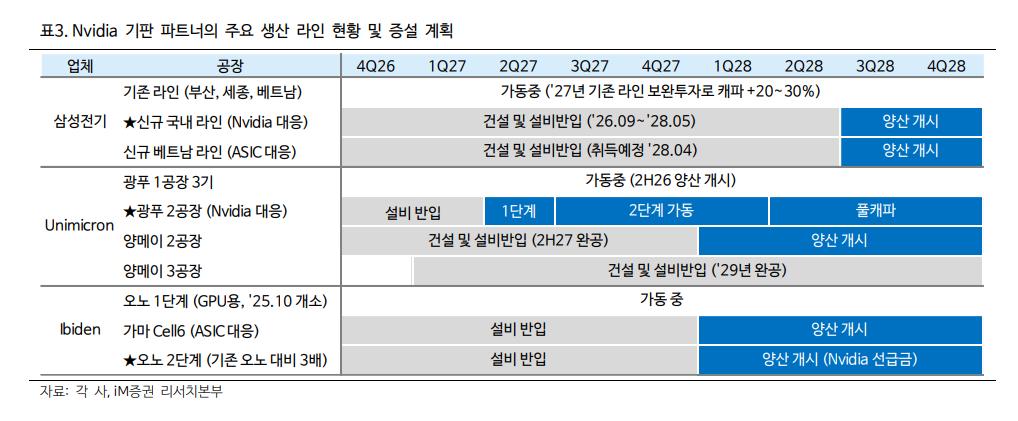 표3. Nvidia 기판 파트너의 주요 생산 라인 현황 및 증설 계획
업체 공장 4Q26 1Q27 2Q27 3Q27 4Q27 1Q28 2Q28 3Q28 4Q28
삼성전기
기존 라인 (부산, 세종, 베트남) 가동중 ('27년 기존 라인 보완투자로 캐파 +20~30%)
★신규 국내 라인 (Nvidia 대응) 건설 및 설비반입 ('26.09~'28.05) 양산 개시
신규 베트남 라인 (ASIC 대응) 건설 및 설비반입 (취득예정 '28.04) 양산 개시
Unimicron
광푸 1공장 3기 가동중 (2H26 양산 개시)
★광푸 2공장 (Nvidia 대응) 설비 반입 1단계 2단계 가동 풀캐파
양메이 2공장 건설 및 설비반입 (2H27 완공) 양산 개시
양메이 3공장 건설 및 설비반입 ('29년 완공)
Ibiden
오노 1단계 (GPU용, '25.10 개소) 가동 중
가마 Cell6 (ASIC 대응) 설비 반입 양산 개시
★오노 2단계 (기존 오노 대비 3배) 설비 반입 양산 개시 (Nvidia 선급금)
자료: 각 사, iM증권 리서치본부